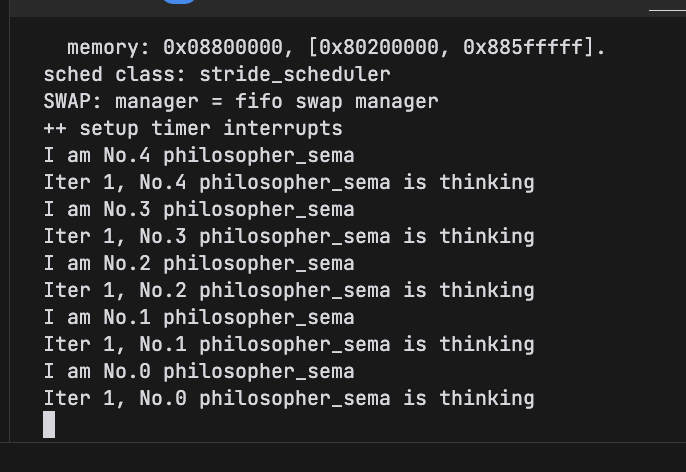 memory: 0x08800000, [0x80200000, 0x885fffff].
sched class: stride_scheduler
SWAP: manager = fifo swap manager
++ setup timer interrupts
I am No.4 philosopher_sema
Iter 1, No.4 philosopher_sema is thinking
I am No.3 philosopher_sema
Iter 1, No.3 philosopher_sema is thinking
I am No.2 philosopher_sema
Iter 1, No.2 philosopher_sema is thinking
I am No.1 philosopher_sema
Iter 1, No.1 philosopher_sema is thinking
I am No.0 philosopher_sema
Iter 1, No.0 philosopher_sema is thinking